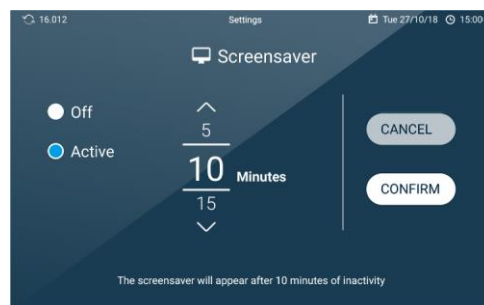 16.012 Settings Tue 27/10/18 15:00
Screensaver
Off
Active
5
10 Minutes
15
CANCEL
CONFIRM
The screensaver will appear after 10 minutes of inactivity